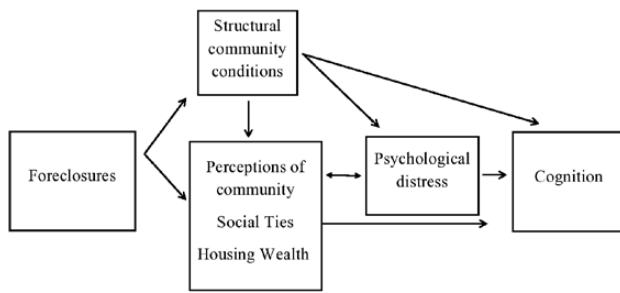 Structural
community
conditions
Foreclosures
Perceptions of
community
Social Ties
Housing Wealth
Psychological
distress
Cognition